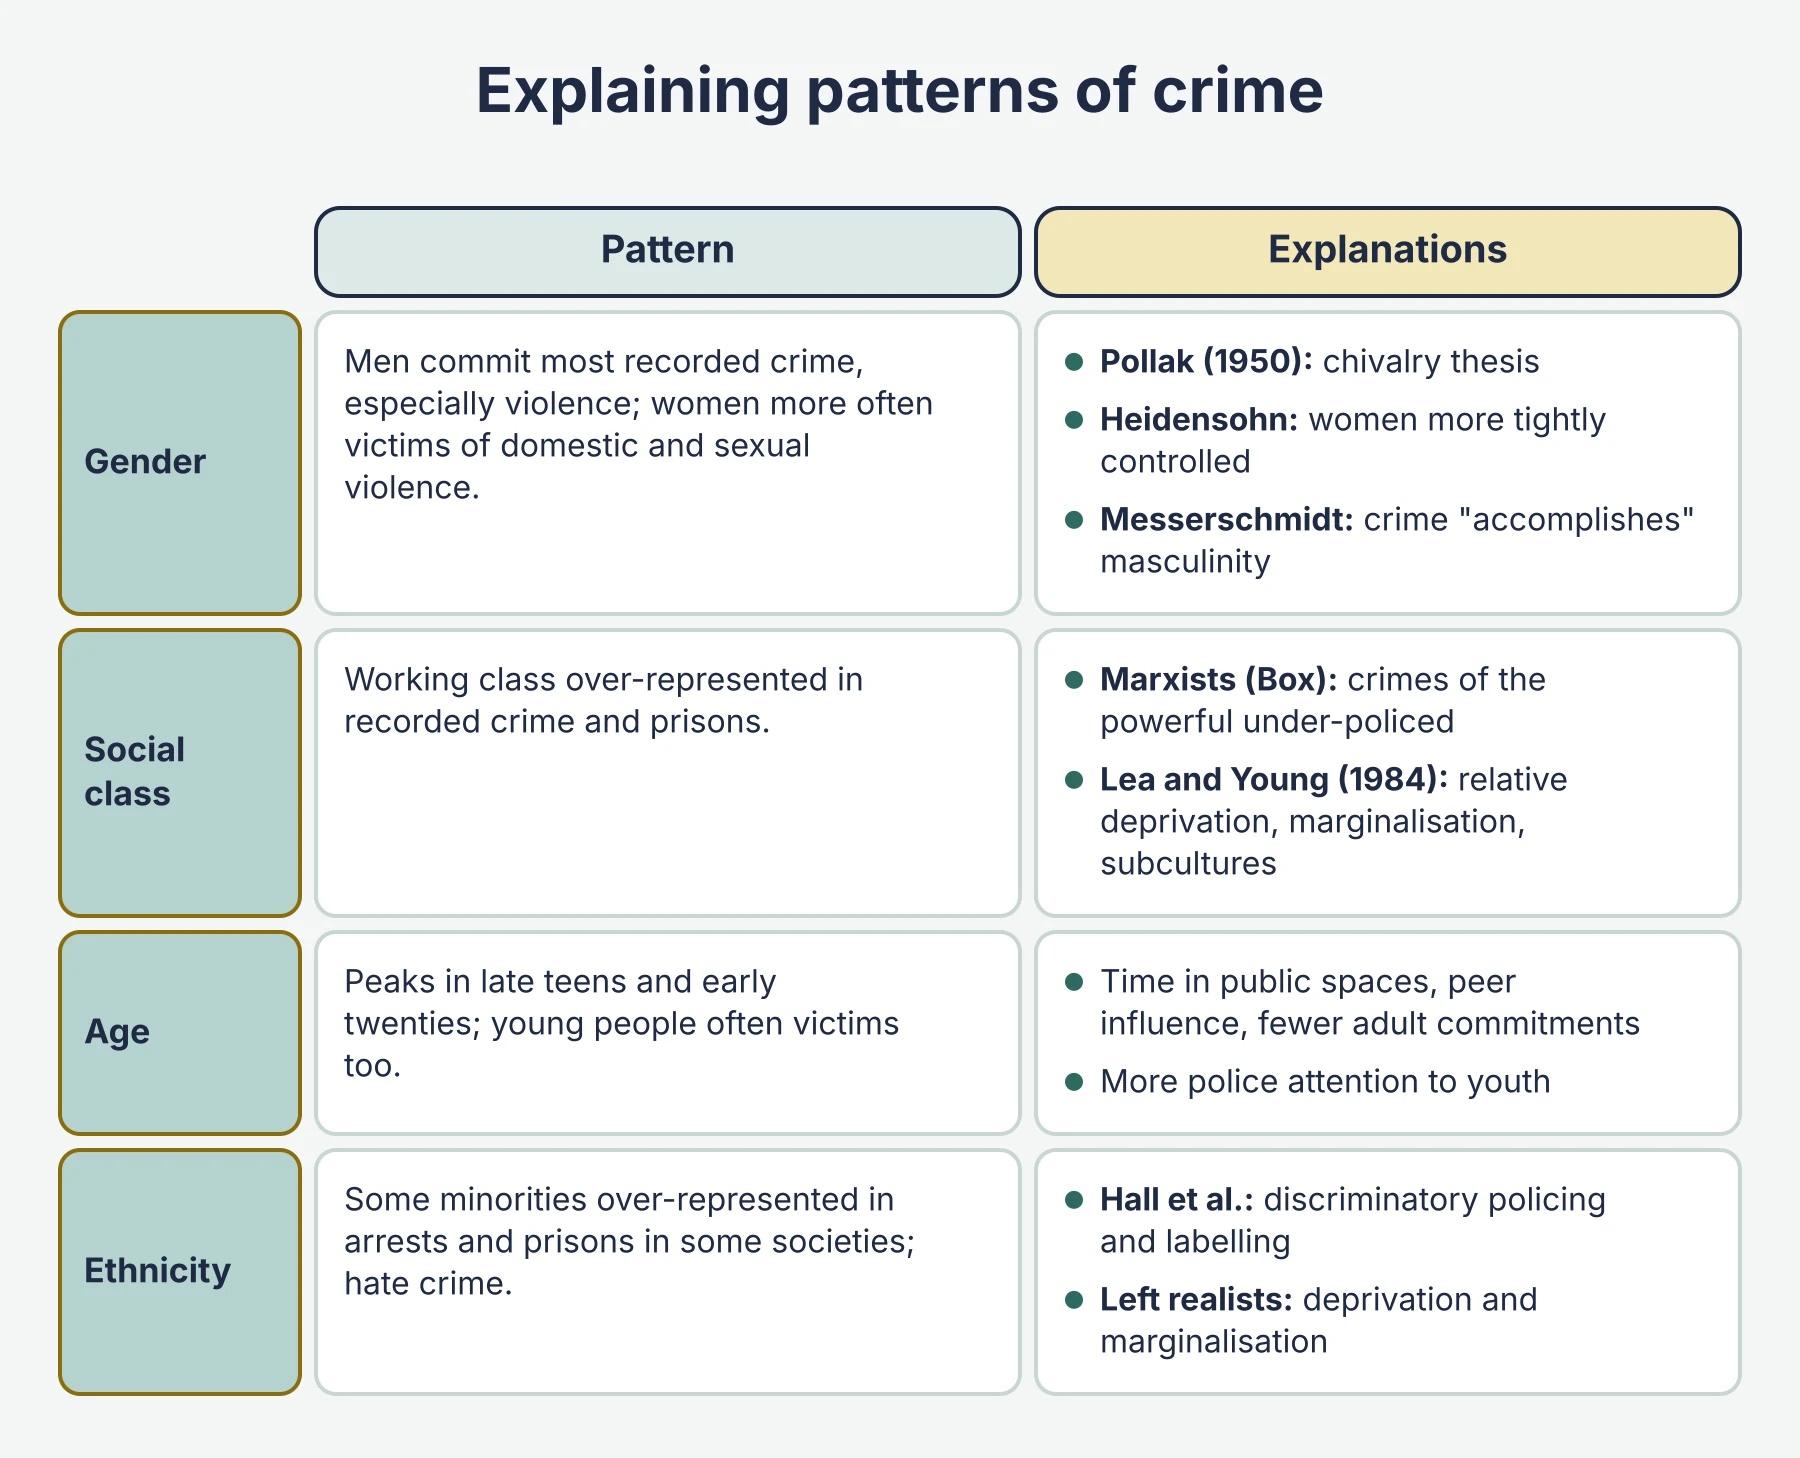 Explaining patterns of crime
Pattern
Explanations
Gender
Men commit most recorded crime,
especially violence; women more often
victims of domestic and sexual
violence.
Pollak (1950): chivalry thesis
Heidensohn: women more tightly
controlled
Messerschmidt: crime "accomplishes"
masculinity
Social
class
Working class over-represented in
recorded crime and prisons.
Marxists (Box): crimes of the
powerful under-policed
Lea and Young (1984): relative
deprivation, marginalisation,
subcultures
Age
Peaks in late teens and early
twenties; young people often victims
too.
Time in public spaces, peer
influence, fewer adult commitments
More police attention to youth
Ethnicity
Some minorities over-represented in
arrests and prisons in some societies;
hate crime.
Hall et al.: discriminatory policing
and labelling
Left realists: deprivation and
marginalisation